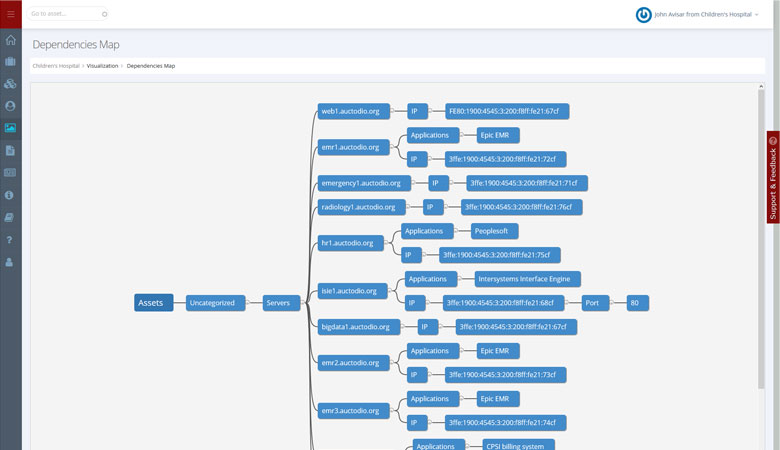 Go to asset...
John Avisar from Children's Hospital
Dependencies Map
Children's Hospital / Visualization / Dependencies Map
web1.auctodio.org IP FE80:1900:4545:3:200:f8ff:fe21:67cf
emr1.auctodio.org Applications Epic EMR
IP 3ffe:1900:4545:3:200:f8ff:fe21:72cf
emergency1.auctodio.org IP 3ffe:1900:4545:3:200:f8ff:fe21:71cf
radiology1.auctodio.org IP 3ffe:1900:4545:3:200:f8ff:fe21:76cf
hr1.auctodio.org Applications Peoplesoft
IP 3ffe:1900:4545:3:200:f8ff:fe21:75cf
isie1.auctodio.org Applications Intersystems Interface Engine
Assets Uncategorized Servers IP 3ffe:1900:4545:3:200:f8ff:fe21:68cf Port 80
bigdata1.auctodio.org IP 3ffe:1900:4545:3:200:f8ff:fe21:67cf
emr2.auctodio.org Applications Epic EMR
IP 3ffe:1900:4545:3:200:f8ff:fe21:73cf
emr3.auctodio.org Applications Epic EMR
IP 3ffe:1900:4545:3:200:f8ff:fe21:74cf
Applications CPSI billing system
Support & Feedback